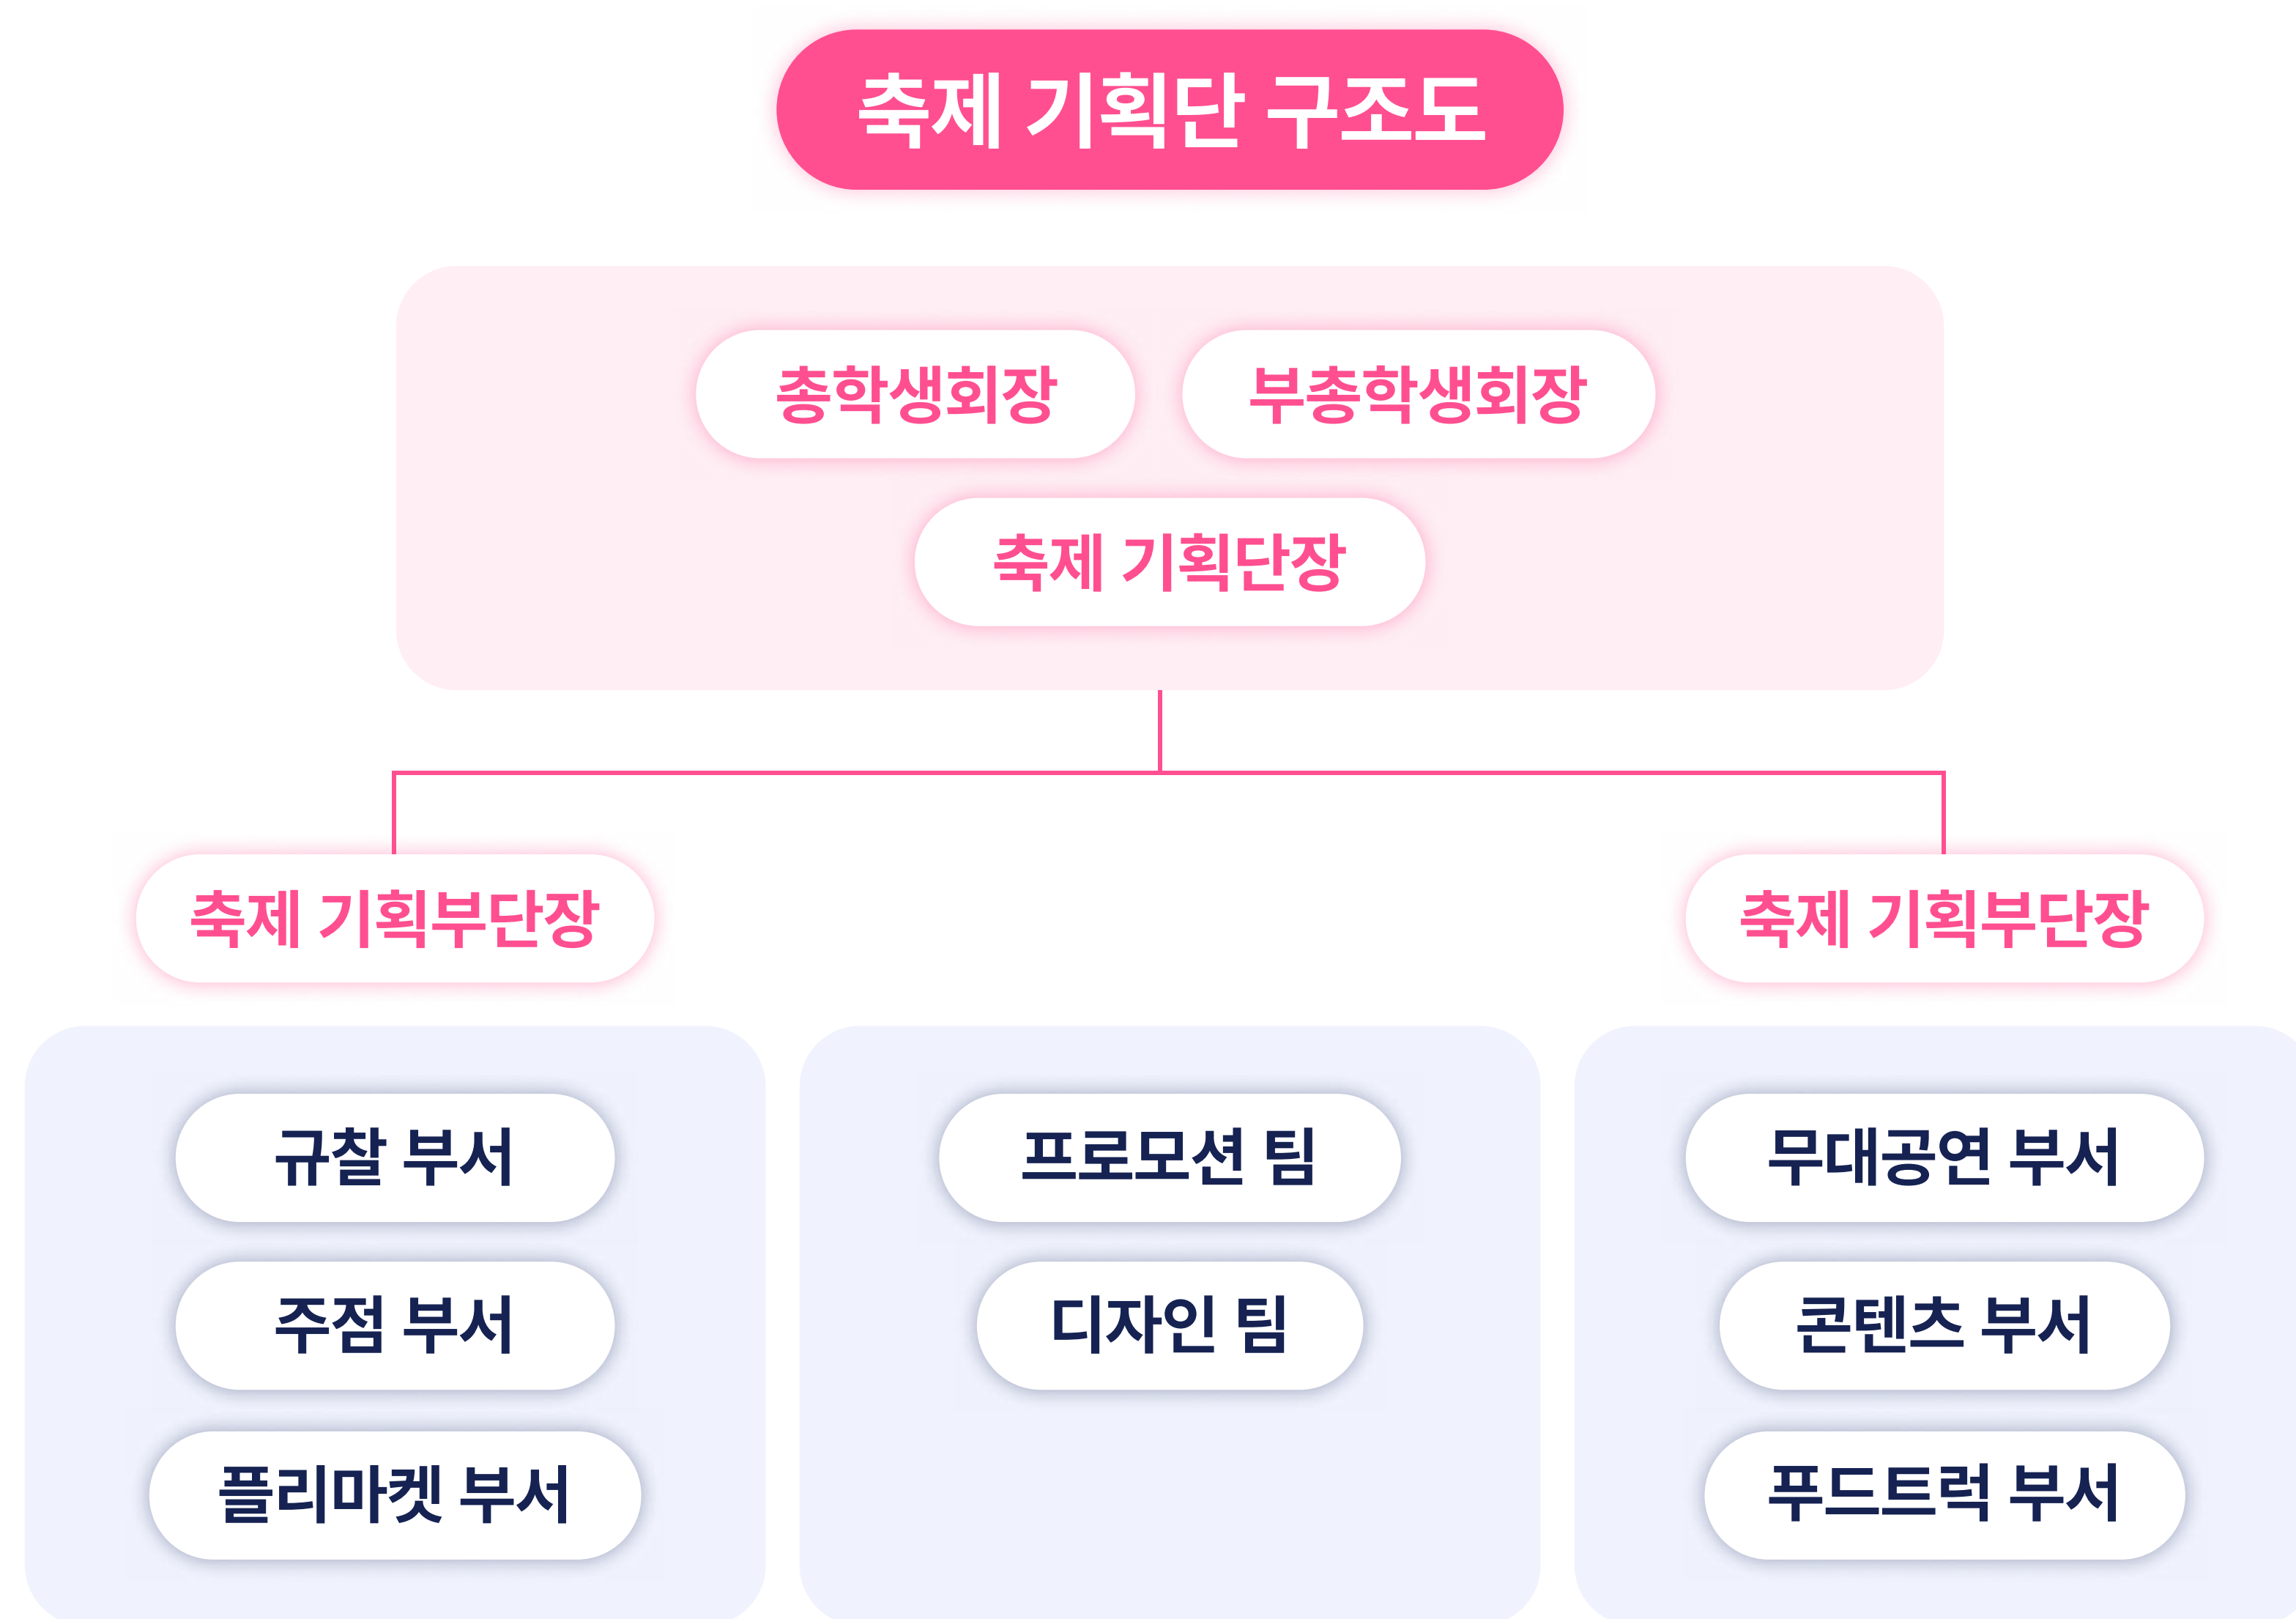 축제 기획단 구조도
총학생회장
부총학생회장
축제 기획단장
축제 기획부단장
축제 기획부단장
규찰 부서
주점 부서
플리마켓 부서
프로모션 팀
디자인 팀
무대공연 부서
콘텐츠 부서
푸드트럭 부서